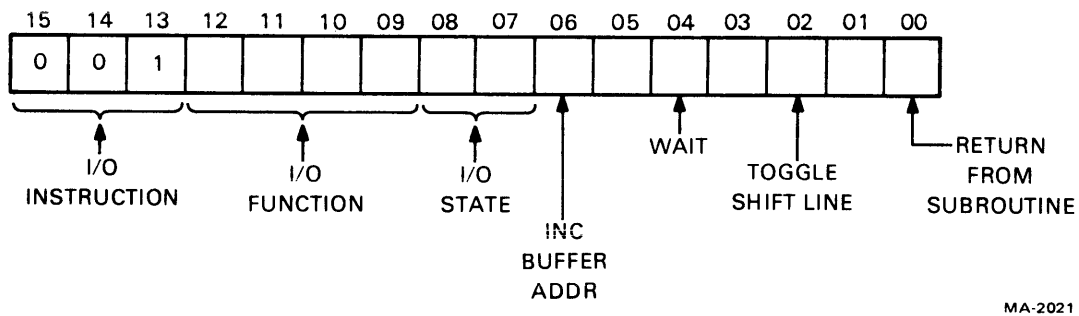 15 14 13 12 11 10 09 08 07 06 05 04 03 02 01 00
0 0 1
I/O
INSTRUCTION
I/O
FUNCTION
I/O
STATE
INC
BUFFER
ADDR
WAIT
TOGGLE
SHIFT LINE
RETURN
FROM
SUBROUTINE
MA-2021